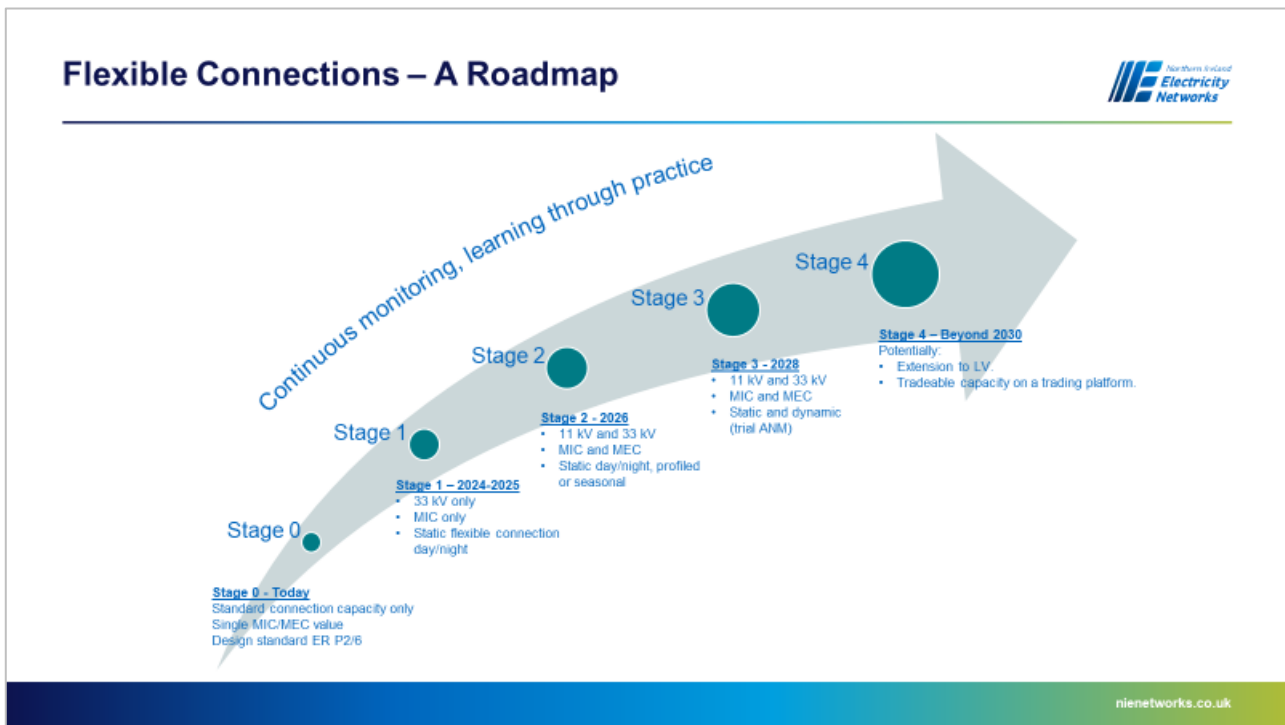 Flexible Connections – A Roadmap
Northern Ireland
Electricity
Networks
Continuous monitoring, learning through practice
Stage 0
Stage 0 - Today
Standard connection capacity only
Single MIC/MEC value
Design standard ER P2/6
Stage 1
Stage 1 – 2024-2025
• 33 kV only
• MIC only
• Static flexible connection
day/night
Stage 2
Stage 2 - 2026
• 11 kV and 33 kV
• MIC and MEC
• Static day/night, profiled
or seasonal
Stage 3
Stage 3 - 2028
• 11 kV and 33 kV
• MIC and MEC
• Static and dynamic
(trial ANM)
Stage 4
Stage 4 – Beyond 2030
Potentially:
• Extension to LV.
• Tradeable capacity on a trading platform.
nienetworks.co.uk